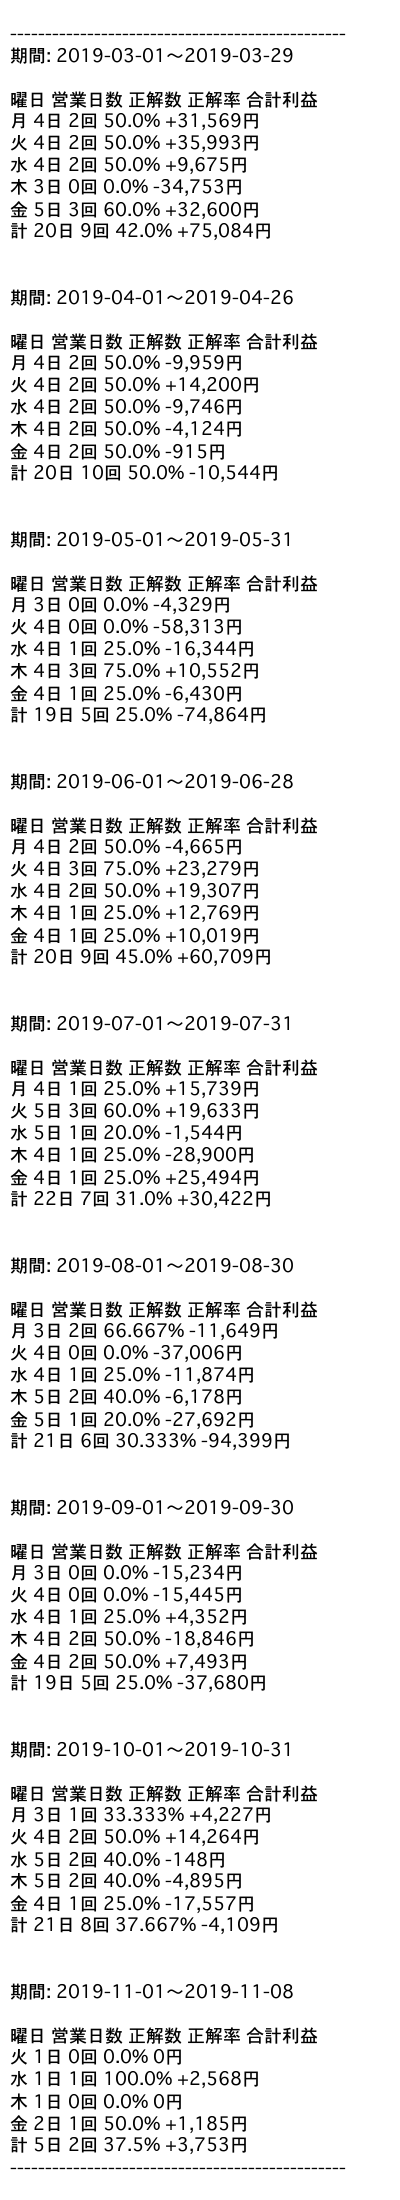 ------------------------------------------------
期間: 2019-03-01～2019-03-29
曜日 営業日数 正解数 正解率 合計利益
月 4日 2回 50.0% +31,569円
火 4日 2回 50.0% +35,993円
水 4日 2回 50.0% +9,675円
木 3日 0回 0.0% -34,753円
金 5日 3回 60.0% +32,600円
計 20日 9回 42.0% +75,084円
期間: 2019-04-01～2019-04-26
曜日 営業日数 正解数 正解率 合計利益
月 4日 2回 50.0% -9,959円
火 4日 2回 50.0% +14,200円
水 4日 2回 50.0% -9,746円
木 4日 2回 50.0% -4,124円
金 4日 2回 50.0% -915円
計 20日 10回 50.0% -10,544円
期間: 2019-05-01～2019-05-31
曜日 営業日数 正解数 正解率 合計利益
月 3日 0回 0.0% -4,329円
火 4日 0回 0.0% -58,313円
水 4日 1回 25.0% -16,344円
木 4日 3回 75.0% +10,552円
金 4日 1回 25.0% -6,430円
計 19日 5回 25.0% -74,864円
期間: 2019-06-01～2019-06-28
曜日 営業日数 正解数 正解率 合計利益
月 4日 2回 50.0% -4,665円
火 4日 3回 75.0% +23,279円
水 4日 2回 50.0% +19,307円
木 4日 1回 25.0% +12,769円
金 4日 1回 25.0% +10,019円
計 20日 9回 45.0% +60,709円
期間: 2019-07-01～2019-07-31
曜日 営業日数 正解数 正解率 合計利益
月 4日 1回 25.0% +15,739円
火 5日 3回 60.0% +19,633円
水 5日 1回 20.0% -1,544円
木 4日 1回 25.0% -28,900円
金 4日 1回 25.0% +25,494円
計 22日 7回 31.0% +30,422円
期間: 2019-08-01～2019-08-30
曜日 営業日数 正解数 正解率 合計利益
月 3日 2回 66.667% -11,649円
火 4日 0回 0.0% -37,006円
水 4日 1回 25.0% -11,874円
木 5日 2回 40.0% -6,178円
金 5日 1回 20.0% -27,692円
計 21日 6回 30.333% -94,399円
期間: 2019-09-01～2019-09-30
曜日 営業日数 正解数 正解率 合計利益
月 3日 0回 0.0% -15,234円
火 4日 0回 0.0% -15,445円
水 4日 1回 25.0% +4,352円
木 4日 2回 50.0% -18,846円
金 4日 2回 50.0% +7,493円
計 19日 5回 25.0% -37,680円
期間: 2019-10-01～2019-10-31
曜日 営業日数 正解数 正解率 合計利益
月 3日 1回 33.333% +4,227円
火 4日 2回 50.0% +14,264円
水 5日 2回 40.0% -148円
木 5日 2回 40.0% -4,895円
金 4日 1回 25.0% -17,557円
計 21日 8回 37.667% -4,109円
期間: 2019-11-01～2019-11-08
曜日 営業日数 正解数 正解率 合計利益
火 1日 0回 0.0% 0円
水 1日 1回 100.0% +2,568円
木 1日 0回 0.0% 0円
金 2日 1回 50.0% +1,185円
計 5日 2回 37.5% +3,753円
------------------------------------------------